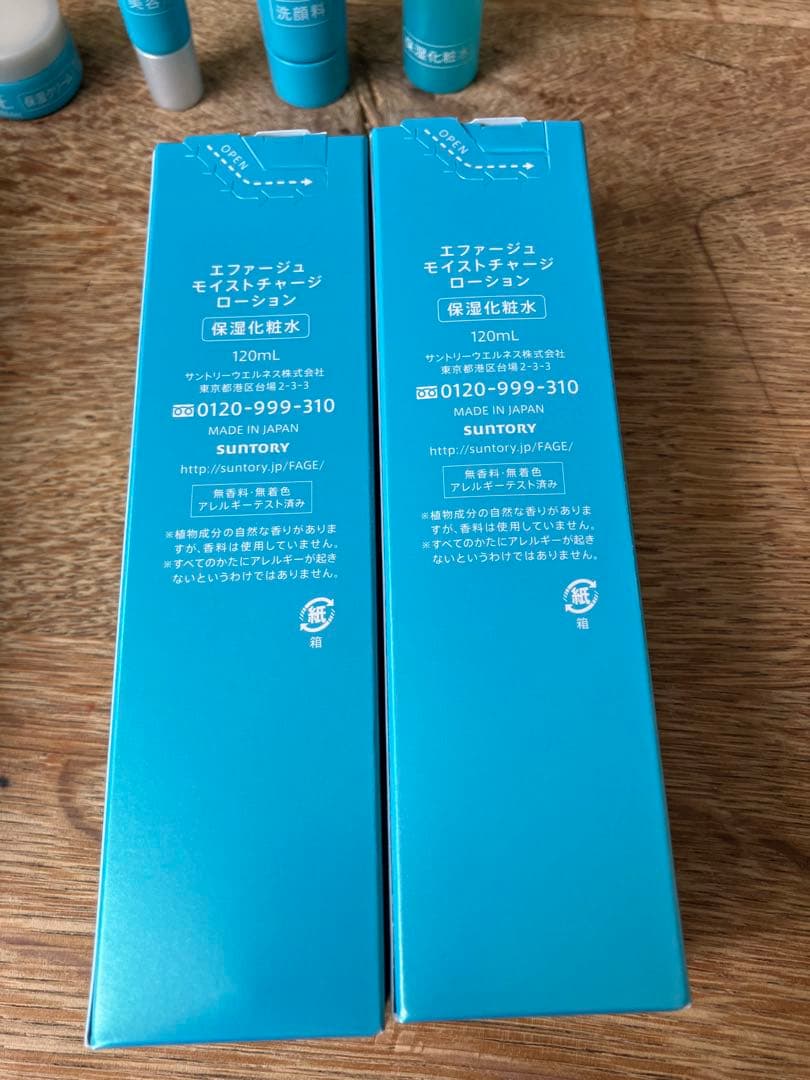 美容
洗顔料
保湿化粧水
保湿クリーム
OPEN
エファージュ
モイストチャージ
ローション
保湿化粧水
120mL
サントリーウエルネス株式会社
東京都港区台場2-3-3
0120-999-310
MADE IN JAPAN
SUNTORY
http://suntory.jp/FAGE/
無香料・無着色
アレルギーテスト済み
※植物成分の自然な香りがありま
すが、香料は使用していません。
※すべてのかたにアレルギーが起き
ないというわけではありません。
紙
箱
OPEN
エファージュ
モイストチャージ
ローション
保湿化粧水
120mL
サントリーウエルネス株式会社
東京都港区台場2-3-3
0120-999-310
MADE IN JAPAN
SUNTORY
http://suntory.jp/FAGE/
無香料・無着色
アレルギーテスト済み
※植物成分の自然な香りがありま
すが、香料は使用していません。
※すべてのかたにアレルギーが起き
ないというわけではありません。
紙
箱